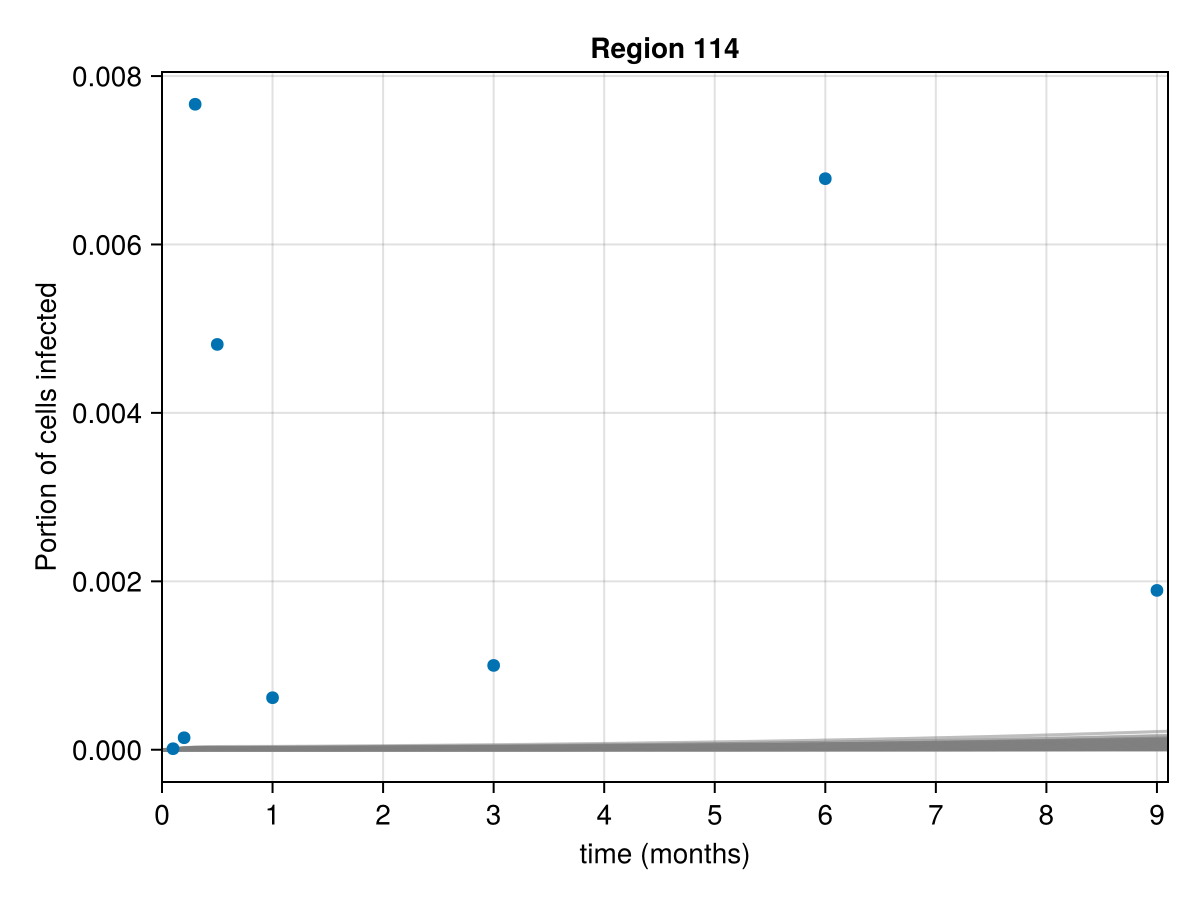 Region 114
0.008
0.006
0.004
0.002
0.000
Portion of cells infected
0 1 2 3 4 5 6 7 8 9
time (months)